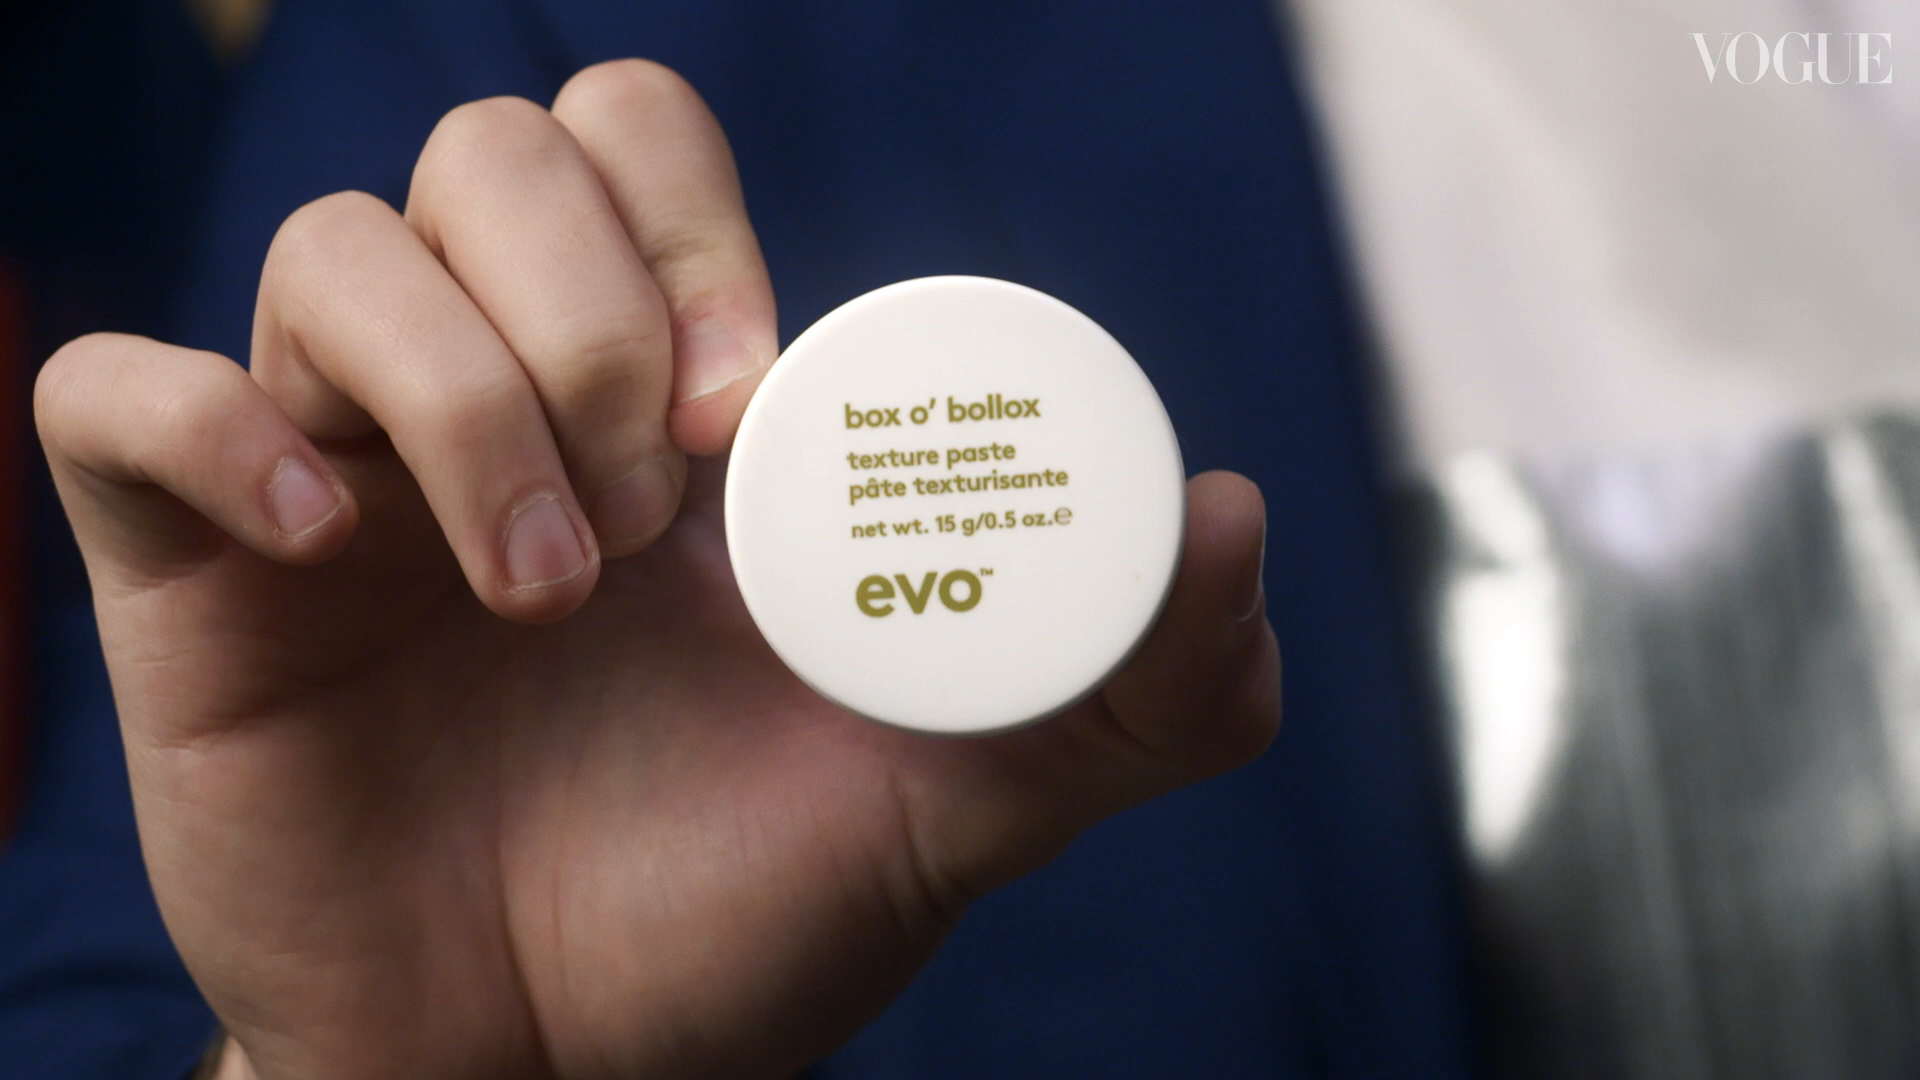 VOGUE
box o’ bollox
texture paste
pâte texturisante
net wt. 15 g/0.5 oz.℮
evo™